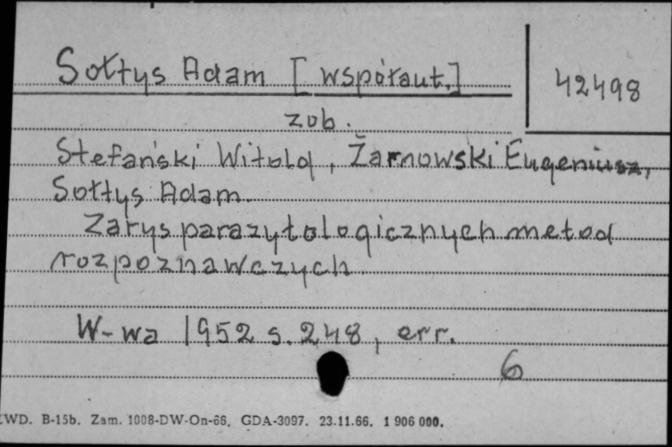 Sołtys Adam [współaut.]
42498
zob.
Stefański Witold, Żarnowski Eugeniusz,
Sołtys Adam.
Zarys parazytologicznych metod
rozpoznawczych
W-wa 1952 s. 248, err.
6
WD. B-15b. Zam. 1008-DW-On-66. GDA-3097. 23.11.66. 1 906 000.